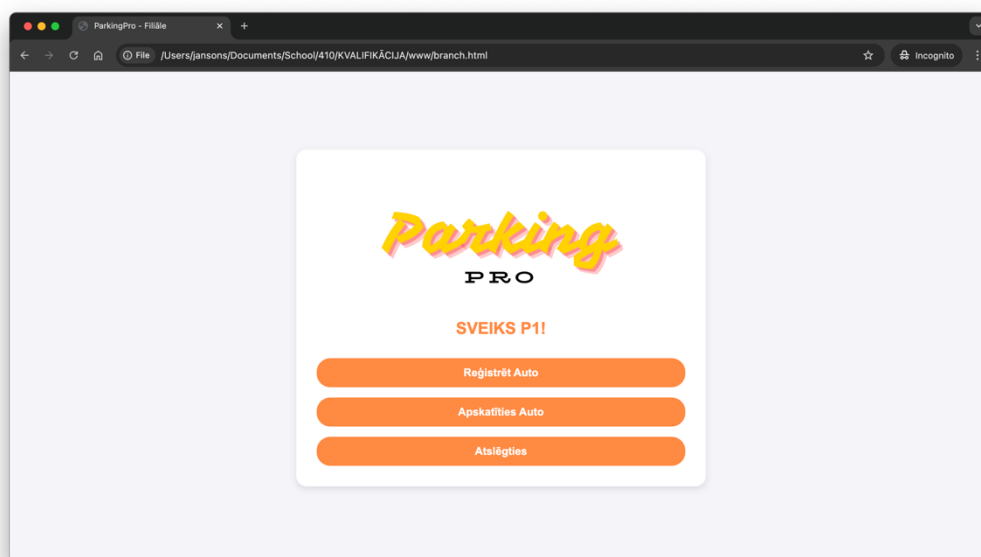 ParkingPro - Filiāle
File /Users/jansons/Documents/School/410/KVALIFIKĀCIJA/www/branch.html Incognito
Parking
PRO
SVEIKS P1!
Reģistrēt Auto
Apskatīties Auto
Atslēgties